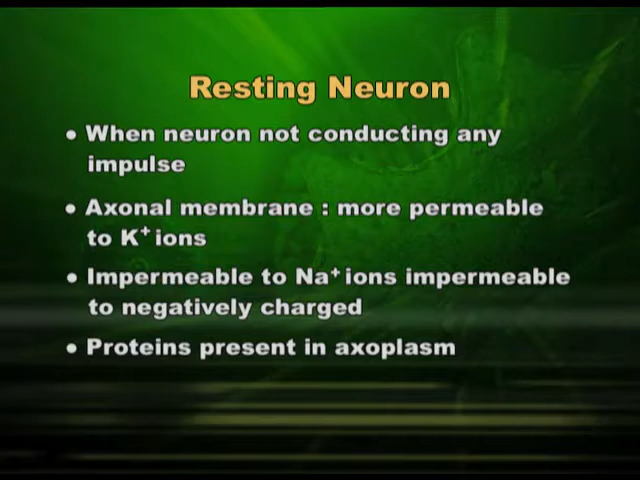 Resting Neuron
• When neuron not conducting any
impulse
• Axonal membrane : more permeable
to K⁺ ions
• Impermeable to Na⁺ ions impermeable
to negatively charged
• Proteins present in axoplasm